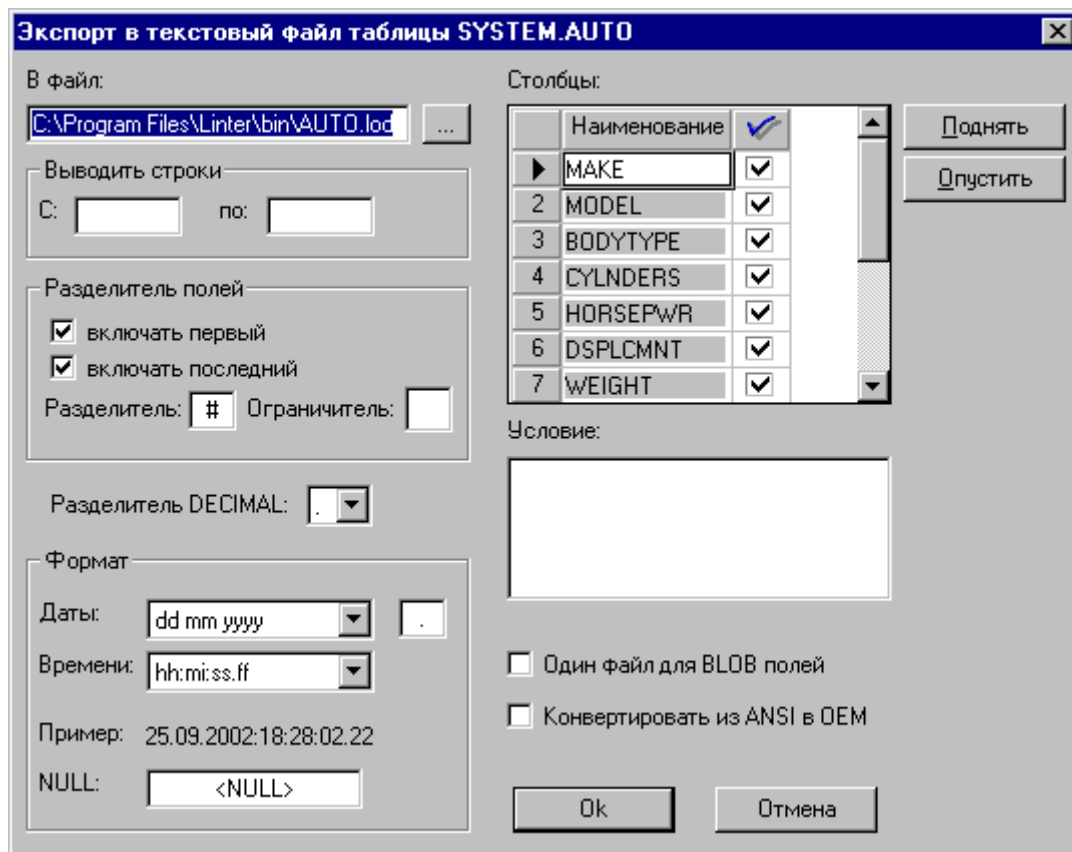 Экспорт в текстовый файл таблицы SYSTEM.AUTO
В файл:
C:\Program Files\Linter\bin\AUTO.lod
...
Выводить строки
С:
по:
Разделитель полей
включать первый
включать последний
Разделитель: # Ограничитель:
Разделитель DECIMAL: .
Формат
Даты: dd mm yyyy .
Времени: hh:mi:ss.ff
Пример: 25.09.2002:18:28:02.22
NULL: <NULL>
Столбцы:
Наименование
MAKE
2 MODEL
3 BODYTYPE
4 CYLNDERS
5 HORSEPWR
6 DSPLCMNT
7 WEIGHT
Поднять
Опустить
Условие:
Один файл для BLOB полей
Конвертировать из ANSI в OEM
Ok
Отмена